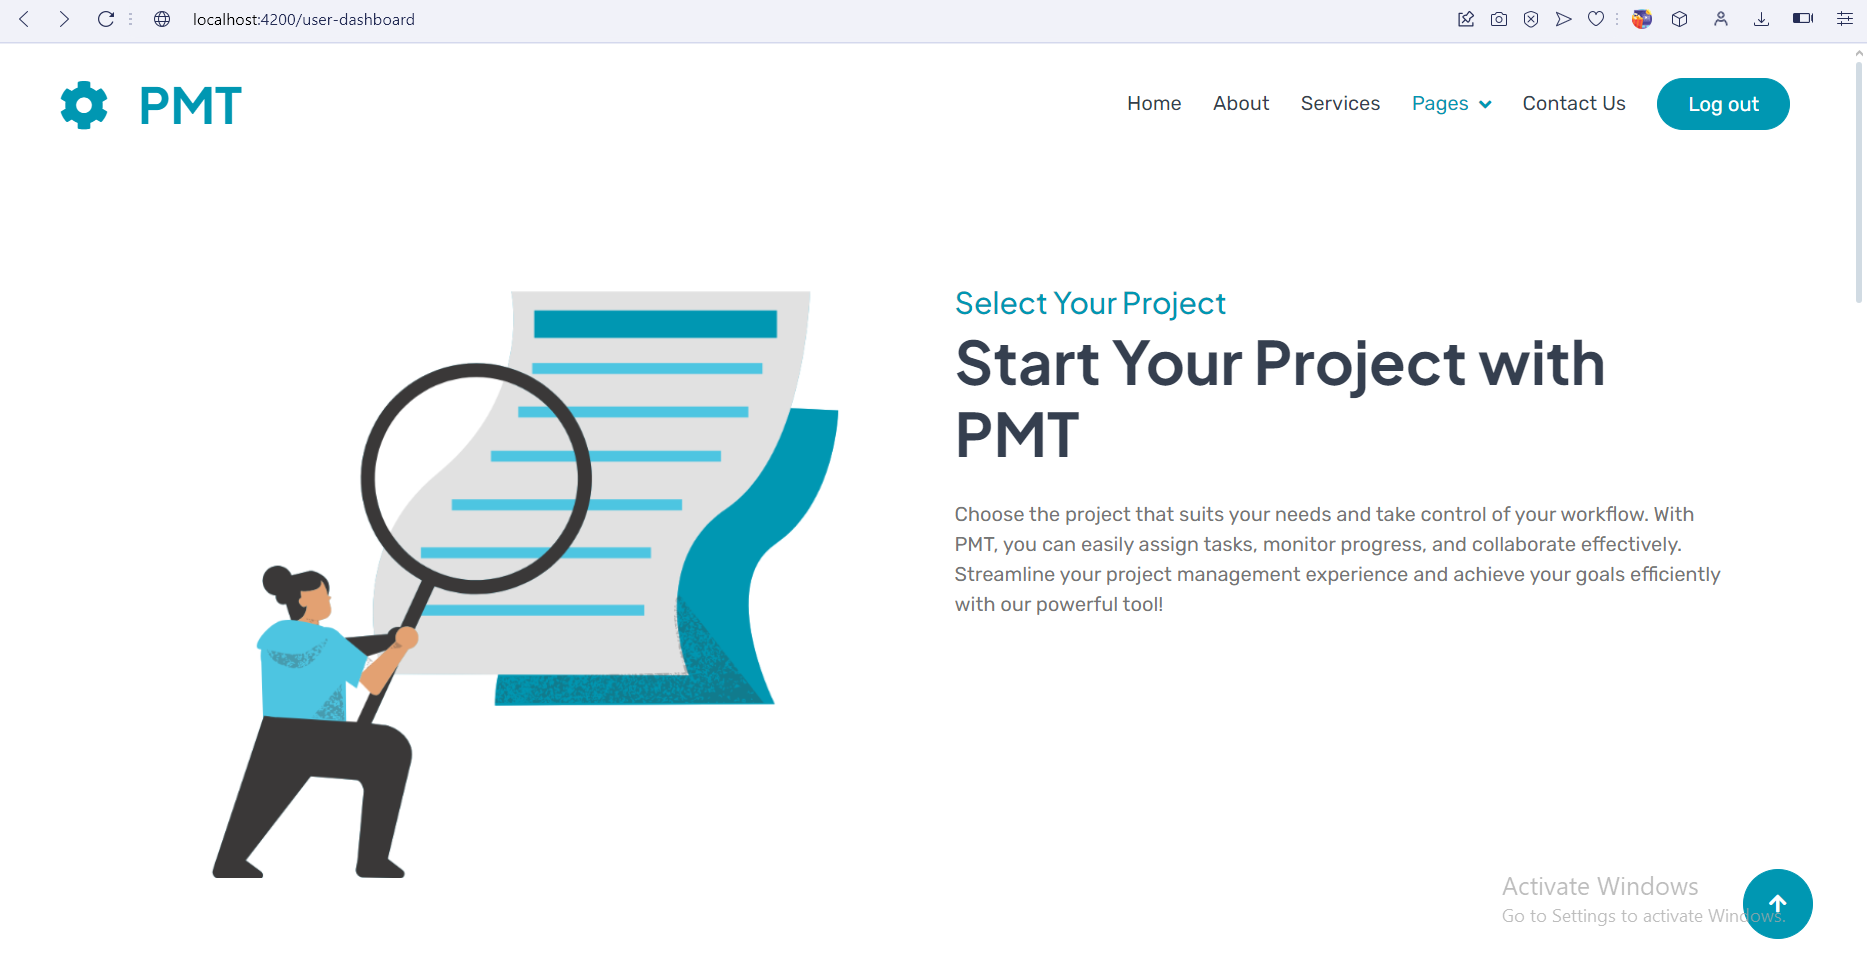 localhost:4200/user-dashboard
PMT
Home About Services Pages Contact Us Log out
Select Your Project
Start Your Project with
PMT
Choose the project that suits your needs and take control of your workflow. With
PMT, you can easily assign tasks, monitor progress, and collaborate effectively.
Streamline your project management experience and achieve your goals efficiently
with our powerful tool!
Activate Windows
Go to Settings to activate Windows.